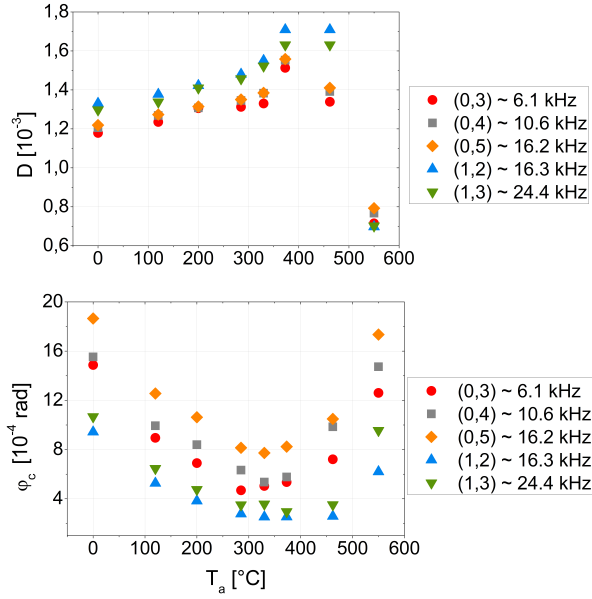 1,8
1,6
1,4
1,2
1,0
0,8
0,6
D [10⁻³]
0 100 200 300 400 500 600
(0,3) ~ 6.1 kHz
(0,4) ~ 10.6 kHz
(0,5) ~ 16.2 kHz
(1,2) ~ 16.3 kHz
(1,3) ~ 24.4 kHz
20
16
12
8
4
φc [10⁻⁴ rad]
0 100 200 300 400 500 600
Ta [°C]
(0,3) ~ 6.1 kHz
(0,4) ~ 10.6 kHz
(0,5) ~ 16.2 kHz
(1,2) ~ 16.3 kHz
(1,3) ~ 24.4 kHz